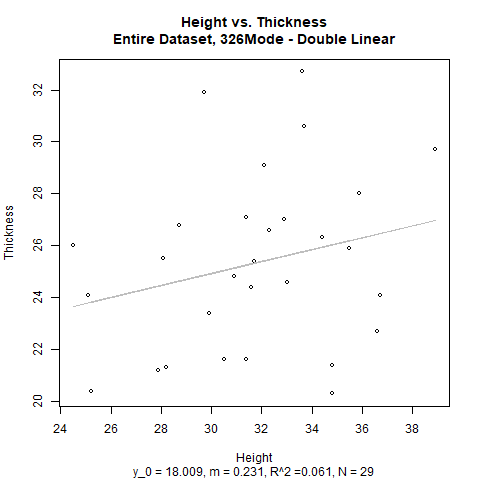 Height vs. Thickness
Entire Dataset, 326Mode - Double Linear
Thickness
32
30
28
26
24
22
20
24 26 28 30 32 34 36 38
Height
y_0 = 18.009, m = 0.231, R^2 =0.061, N = 29